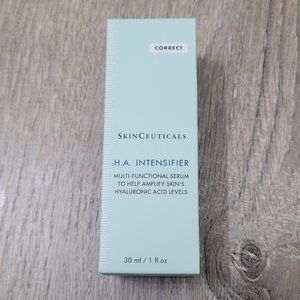 CORRECT
SKINCEUTICALS
H.A. INTENSIFIER
MULTI-FUNCTIONAL SERUM
TO HELP AMPLIFY SKIN'S
HYALURONIC ACID LEVELS
30 ml / 1 fl oz